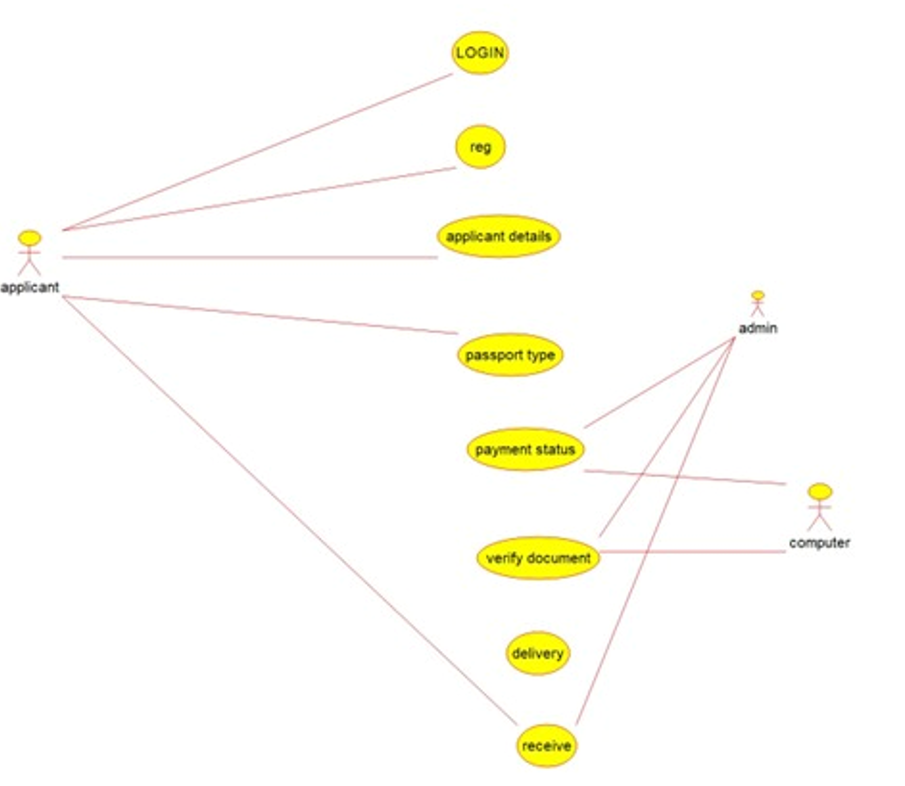 LOGIN
reg
applicant details
applicant
admin
passport type
payment status
computer
verify document
delivery
receive